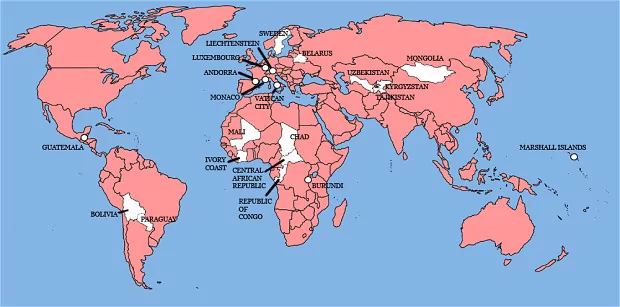 SWEDEN
LIECHTENSTEIN
BELARUS
LUXEMBOURG
MONGOLIA
ANDORRA
UZBEKISTAN
KYRGYZSTAN
MONACO
VATICAN
CITY
TAJIKISTAN
MALI
CHAD
GUATEMALA
MARSHALL ISLANDS
IVORY
COAST
CENTRAL
AFRICAN
REPUBLIC
BURUNDI
REPUBLIC
OF
CONGO
BOLIVIA
PARAGUAY